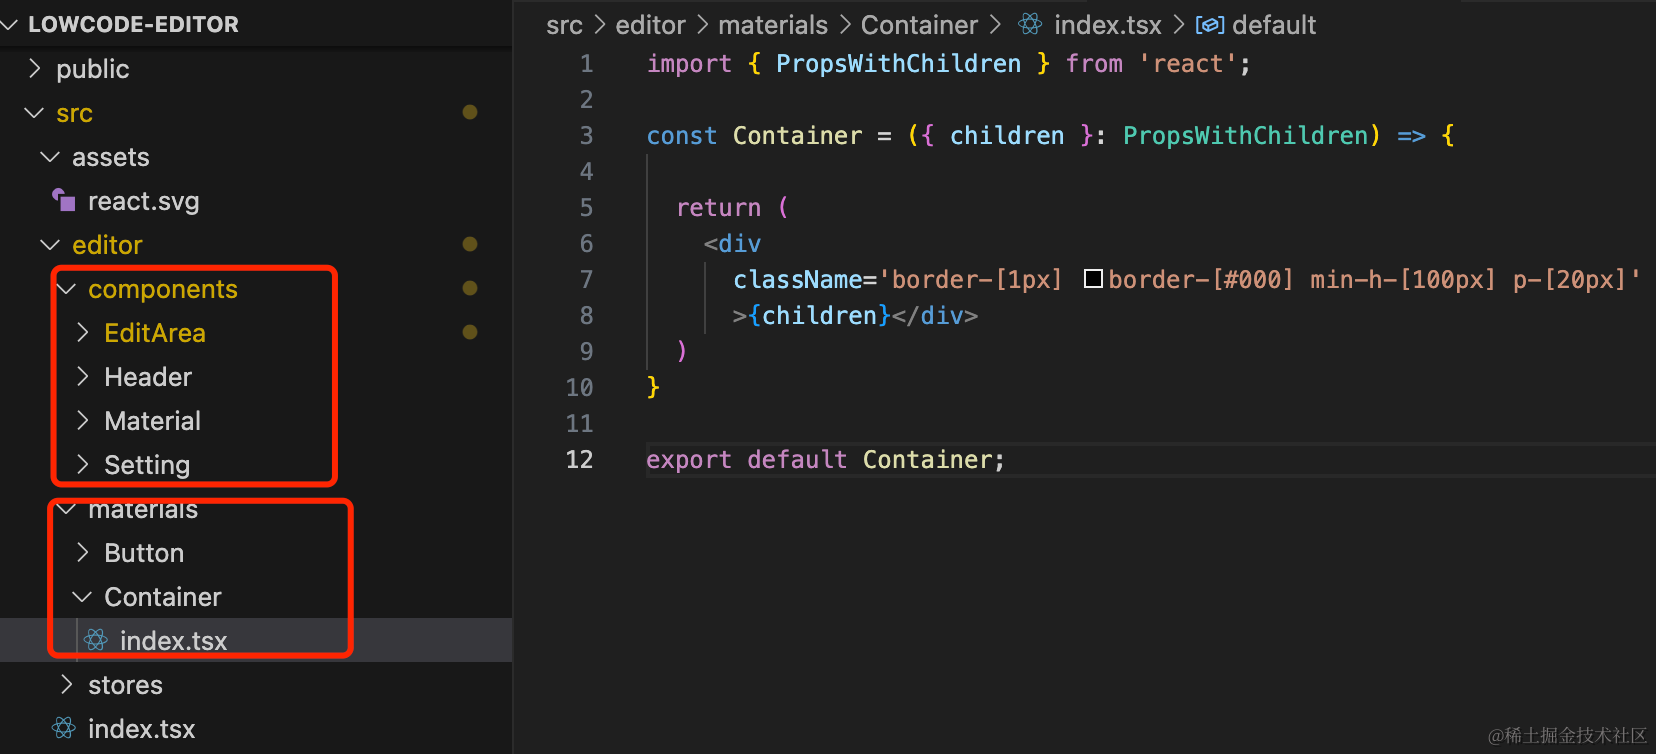 LOWCODE-EDITOR
public
src
assets
react.svg
editor
components
EditArea
Header
Material
Setting
materials
Button
Container
index.tsx
stores
index.tsx
src > editor > materials > Container > index.tsx > default
1 import { PropsWithChildren } from 'react';
2
3 const Container = ({ children }: PropsWithChildren) => {
4
5 return (
6 <div
7 className='border-[1px] border-[#000] min-h-[100px] p-[20px]'
8 >{children}</div>
9 )
10 }
11
12 export default Container;
@稀土掘金技术社区